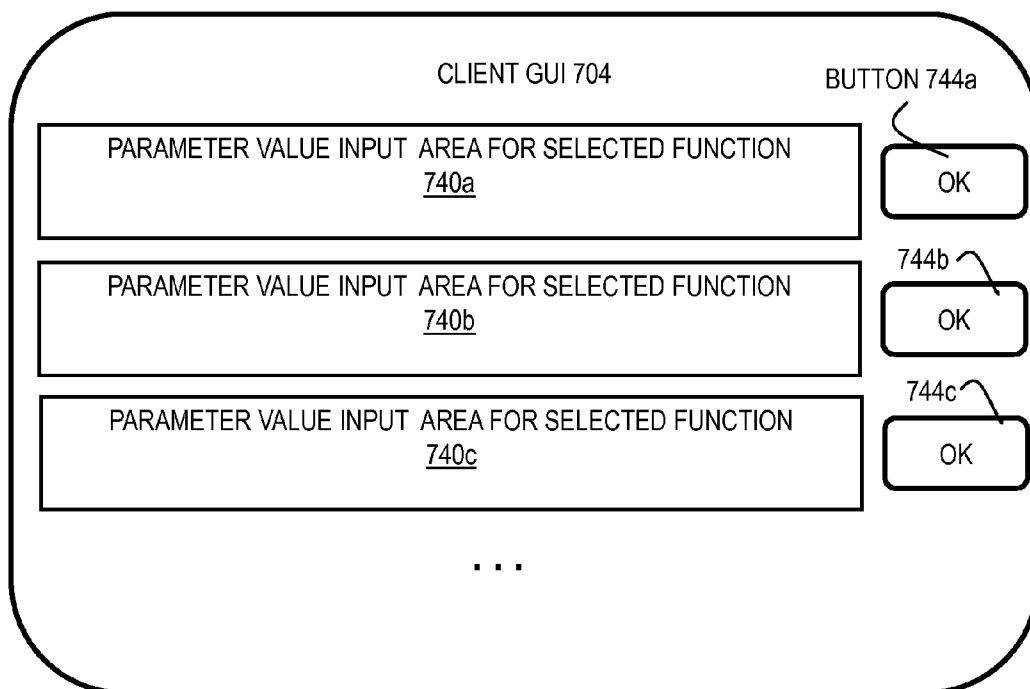 CLIENT GUI 704
BUTTON 744a
PARAMETER VALUE INPUT AREA FOR SELECTED FUNCTION
740a
OK
744b
PARAMETER VALUE INPUT AREA FOR SELECTED FUNCTION
740b
OK
744c
PARAMETER VALUE INPUT AREA FOR SELECTED FUNCTION
740c
OK
...